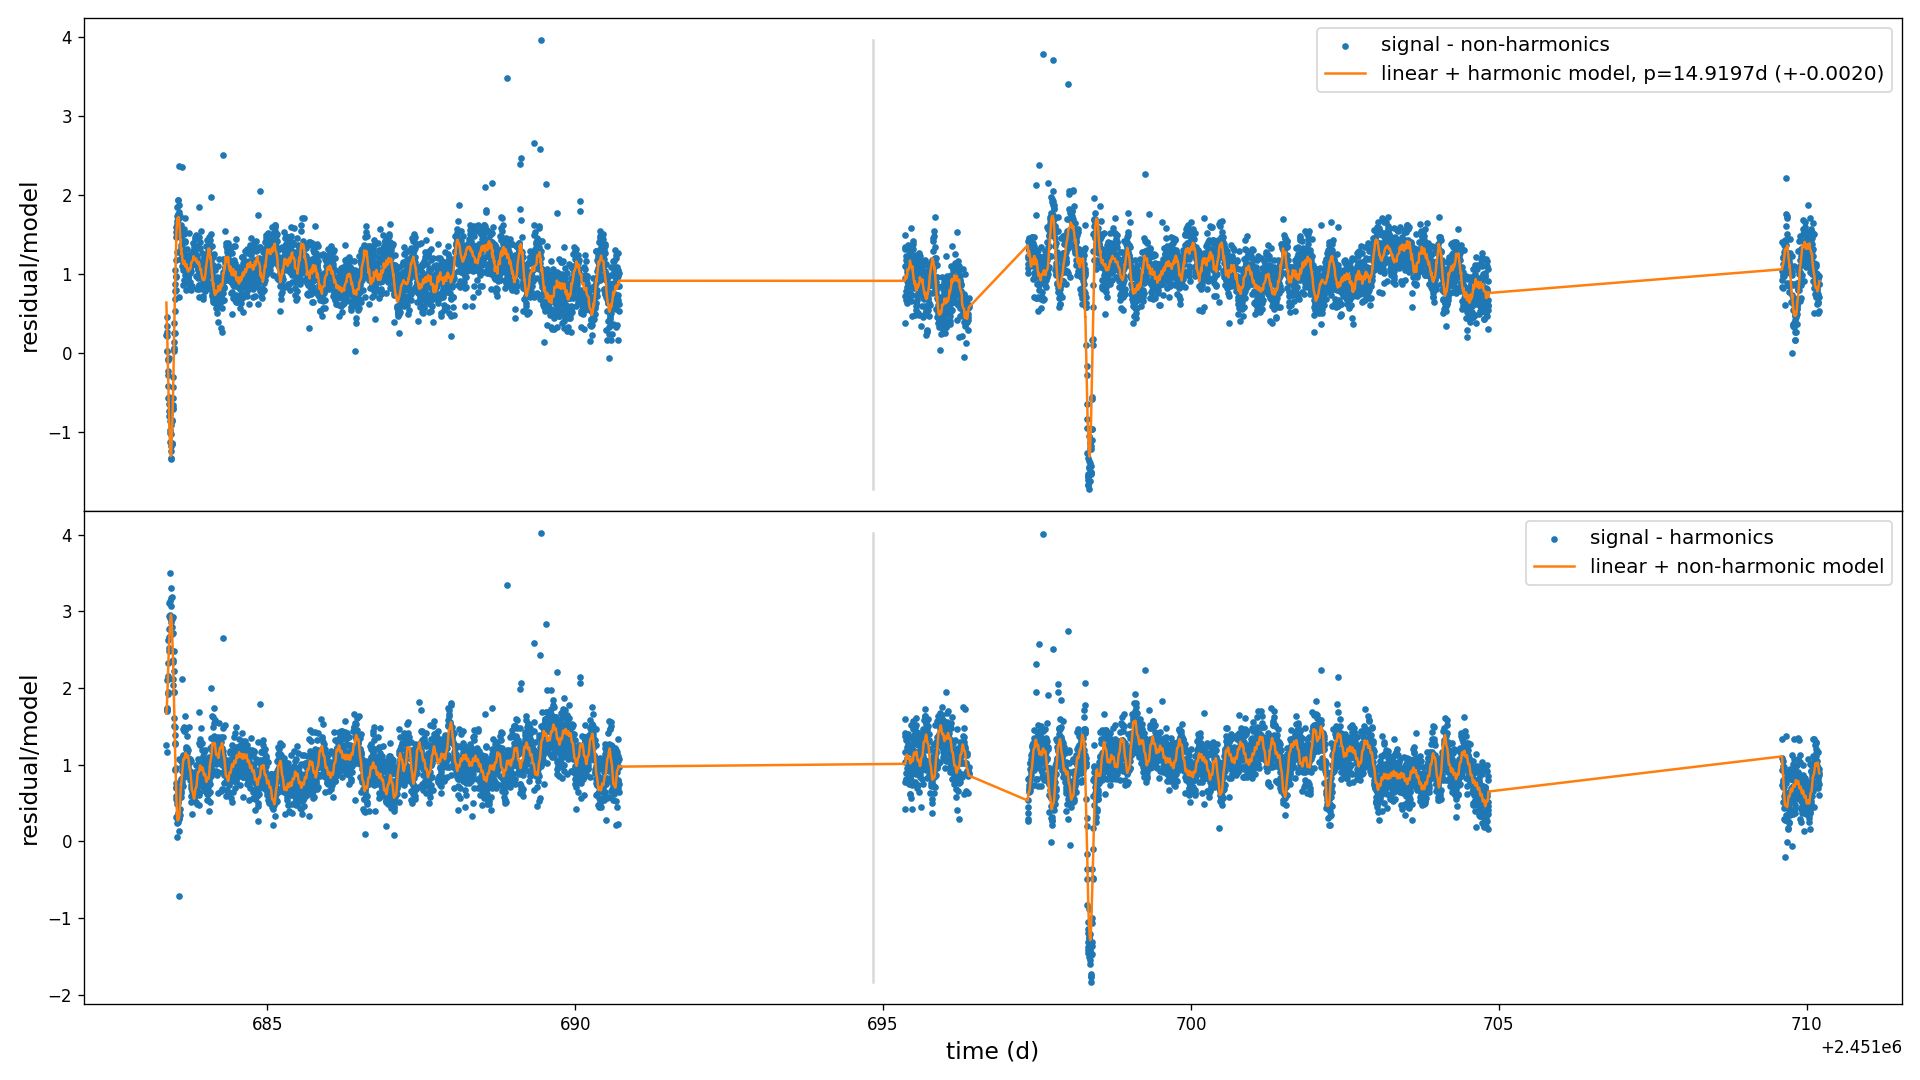 signal - non-harmonics
linear + harmonic model, p=14.9197d (+-0.0020)
4
3
2
1
0
−1
residual/model
signal - harmonics
linear + non-harmonic model
4
3
2
1
0
−1
−2
residual/model
685 690 695 700 705 710
time (d)
+2.451e6